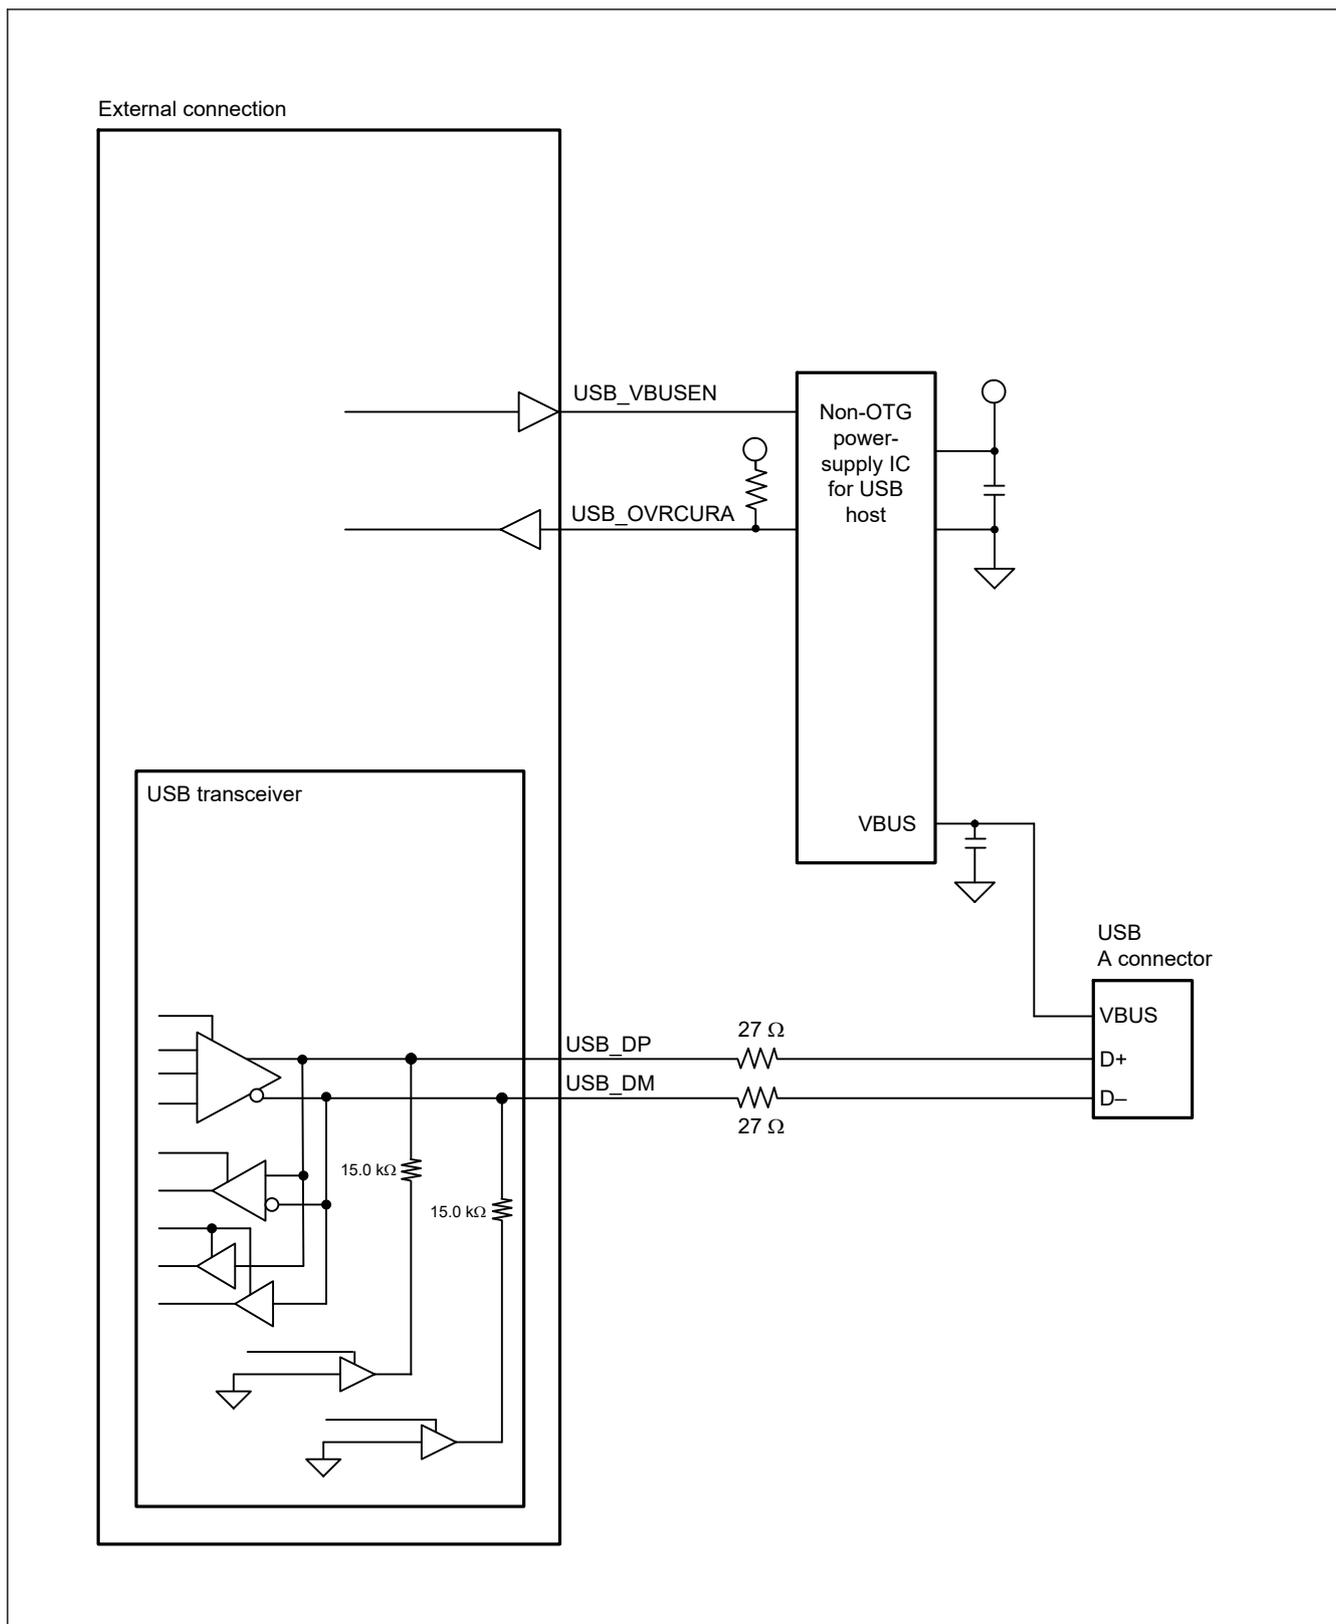 External connection
USB_VBUSEN
Non-OTG
power-
supply IC
for USB
host
USB_OVRCURA
USB transceiver
VBUS
USB
A connector
VBUS
27 Ω
USB_DP
D+
USB_DM
D–
27 Ω
15.0 kΩ
15.0 kΩ